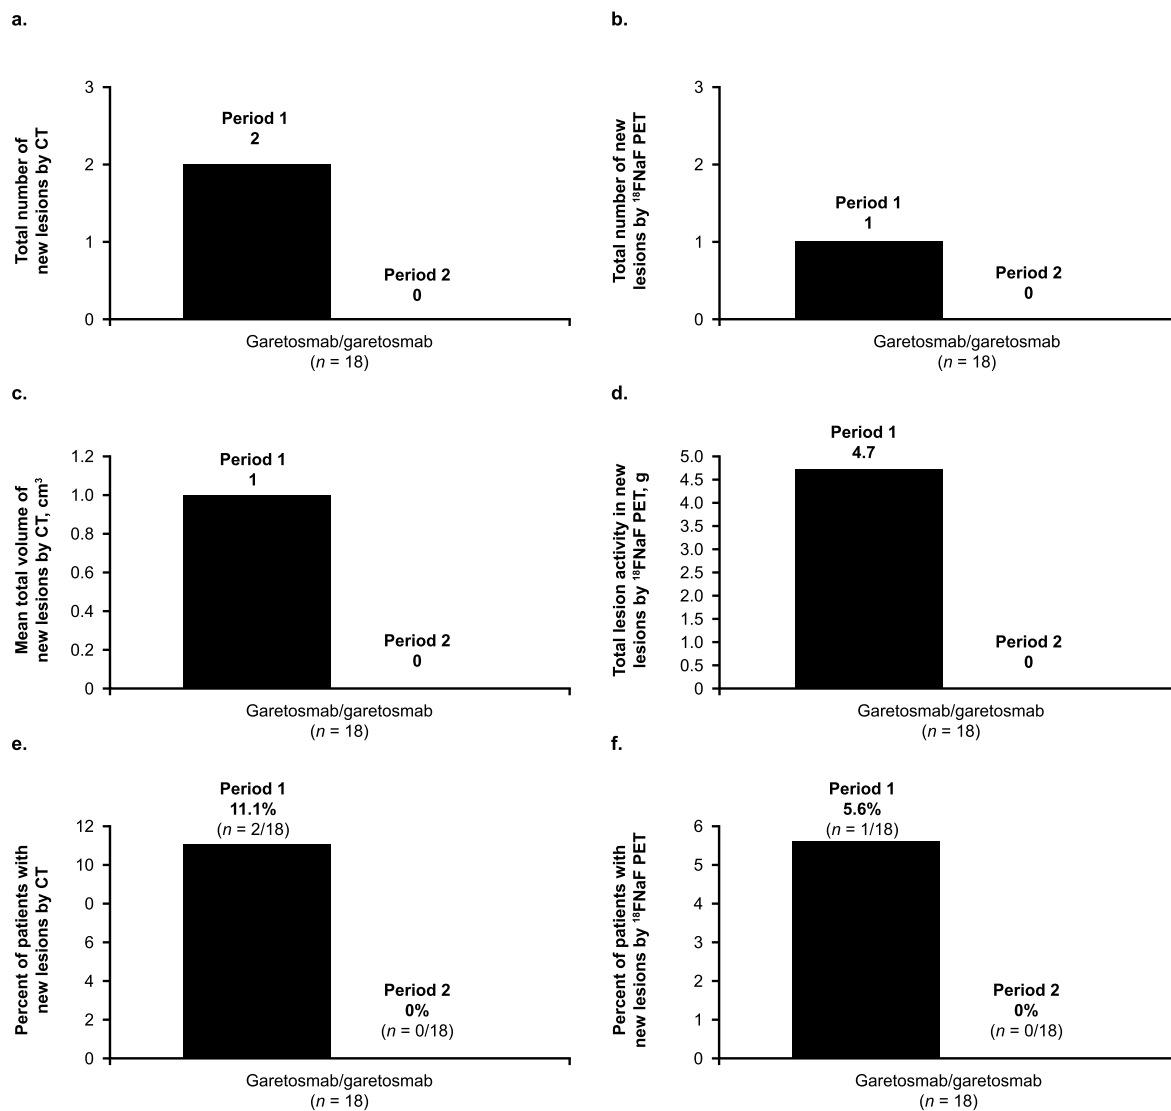 a.
Total number of
new lesions by CT
3
2
1
0
Period 1
2
Period 2
0
Garetosmab/garetosmab
(n = 18)
b.
Total number of new
lesions by ¹⁸FNaF PET
3
2
1
0
Period 1
1
Period 2
0
Garetosmab/garetosmab
(n = 18)
c.
Mean total volume of
new lesions by CT, cm³
1.2
1.0
0.8
0.6
0.4
0.2
0
Period 1
1
Period 2
0
Garetosmab/garetosmab
(n = 18)
d.
Total lesion activity in new
lesions by ¹⁸FNaF PET, g
5.0
4.5
4.0
3.5
3.0
2.5
2.0
1.5
1.0
0.5
0
Period 1
4.7
Period 2
0
Garetosmab/garetosmab
(n = 18)
e.
Percent of patients with
new lesions by CT
12
10
0
6
4
2
0
Period 1
11.1%
(n = 2/18)
Period 2
0%
(n = 0/18)
Garetosmab/garetosmab
(n = 18)
f.
Percent of patients with
new lesions by ¹⁸FNaF PET
6
5
4
3
2
1
0
Period 1
5.6%
(n = 1/18)
Period 2
0%
(n = 0/18)
Garetosmab/garetosmab
(n = 18)